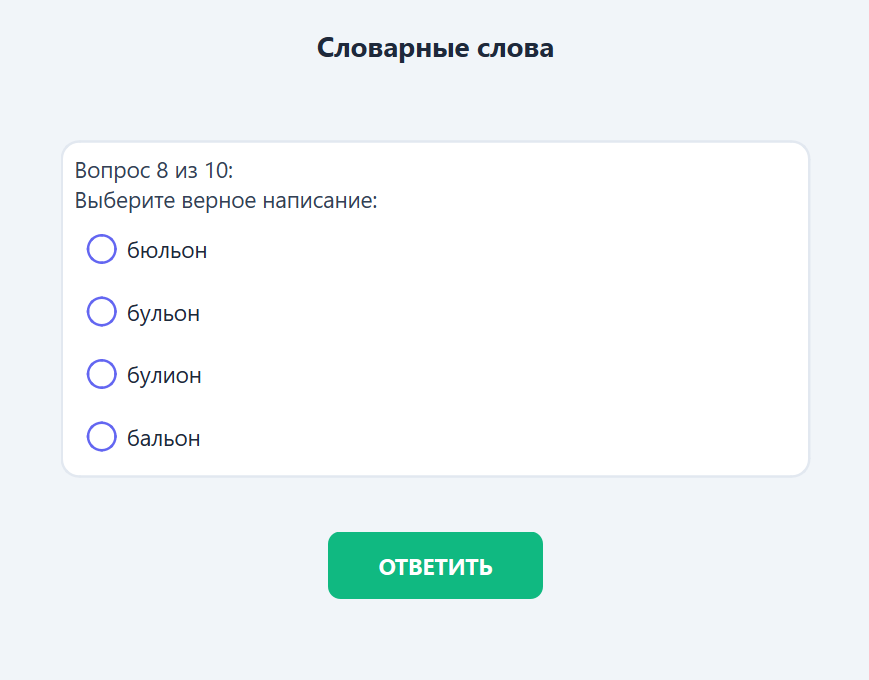 Словарные слова
Вопрос 8 из 10:
Выберите верное написание:
бюльон
бульон
булион
бальон
ОТВЕТИТЬ